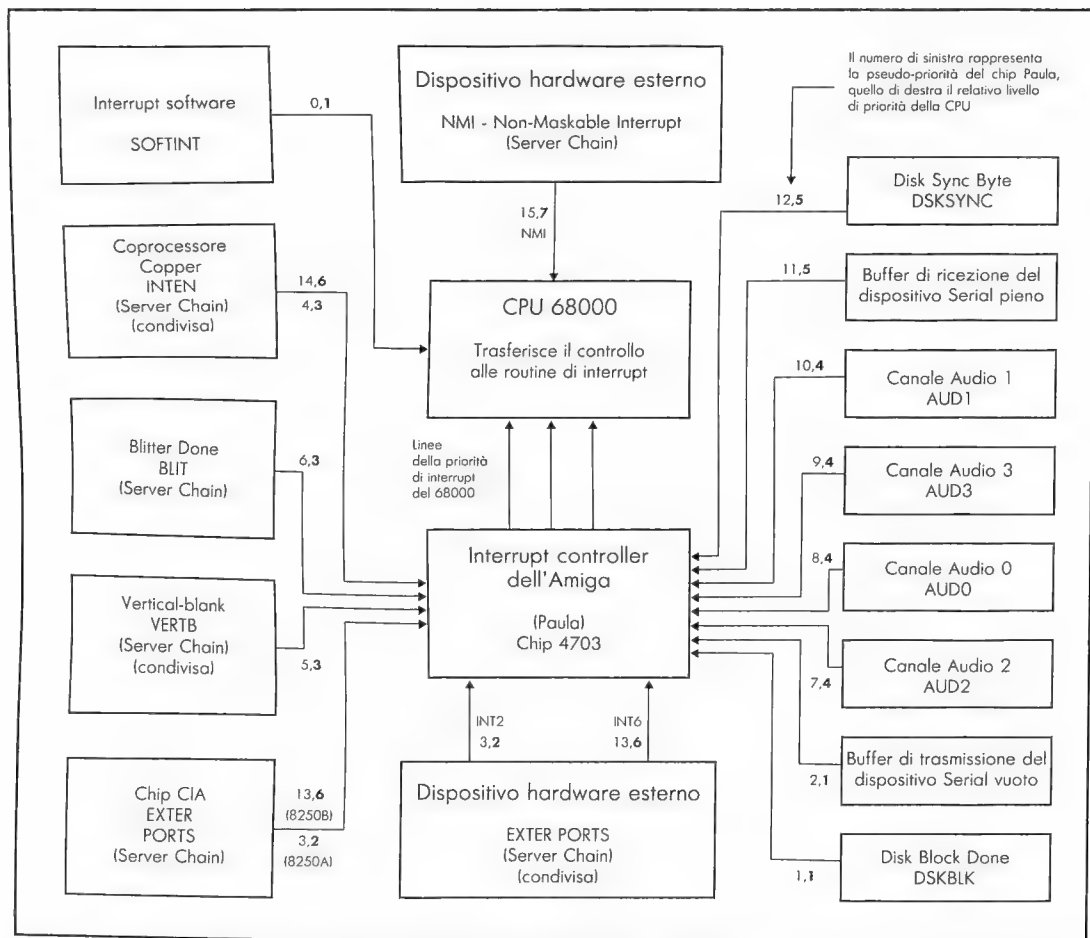 Interrupt software
SOFTINT
0,1
Dispositivo hardware esterno
NMI - Non-Maskable Interrupt
(Server Chain)
15,7
NMI
Il numero di sinistra rappresenta
la pseudo-priorità del chip Paula,
quello di destra il relativo livello
di priorità della CPU
Coprocessore
Copper
INTEN
(Server Chain)
(condivisa)
14,6
4,3
CPU 68000
Trasferisce il controllo
alle routine di interrupt
Disk Sync Byte
DSKSYNC
12,5
Buffer di ricezione del
dispositivo Serial pieno
11,5
Canale Audio 1
AUD1
10,4
Blitter Done
BLIT
(Server Chain)
6,3
Linee
della priorità
di interrupt
del 68000
Canale Audio 3
AUD3
9,4
Vertical-blank
VERTB
(Server Chain)
(condivisa)
5,3
Interrupt controller
dell'Amiga
(Paula)
Chip 4703
Canale Audio 0
AUD0
8,4
Canale Audio 2
AUD2
7,4
Chip CIA
EXTER
PORTS
(Server Chain)
13,6
(8250B)
3,2
(8250A)
INT2
3,2
INT6
13,6
Dispositivo hardware esterno
EXTER PORTS
(Server Chain)
(condivisa)
Buffer di trasmissione del
dispositivo Serial vuoto
2,1
Disk Block Done
DSKBLK
1,1